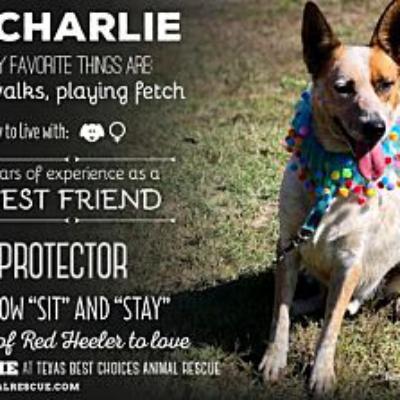 CHARLIE
FAVORITE THINGS ARE
walks, playing fetch
to live with:
ars of experience as a
EST FRIEND
PROTECTOR
OW "SIT" AND "STAY"
of Red Heeler to love
IE AT TEXAS BEST CHOICES ANIMAL RESCUE
ALRESCUE.COM